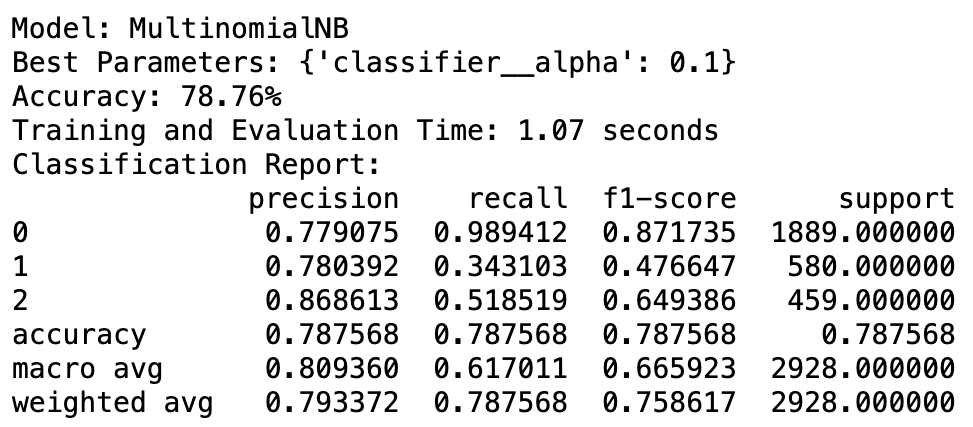 Model: MultinomialNB
Best Parameters: {'classifier__alpha': 0.1}
Accuracy: 78.76%
Training and Evaluation Time: 1.07 seconds
Classification Report:
precision recall f1-score support
0 0.779075 0.989412 0.871735 1889.000000
1 0.780392 0.343103 0.476647 580.000000
2 0.868613 0.518519 0.649386 459.000000
accuracy 0.787568 0.787568 0.787568 0.787568
macro avg 0.809360 0.617011 0.665923 2928.000000
weighted avg 0.793372 0.787568 0.758617 2928.000000